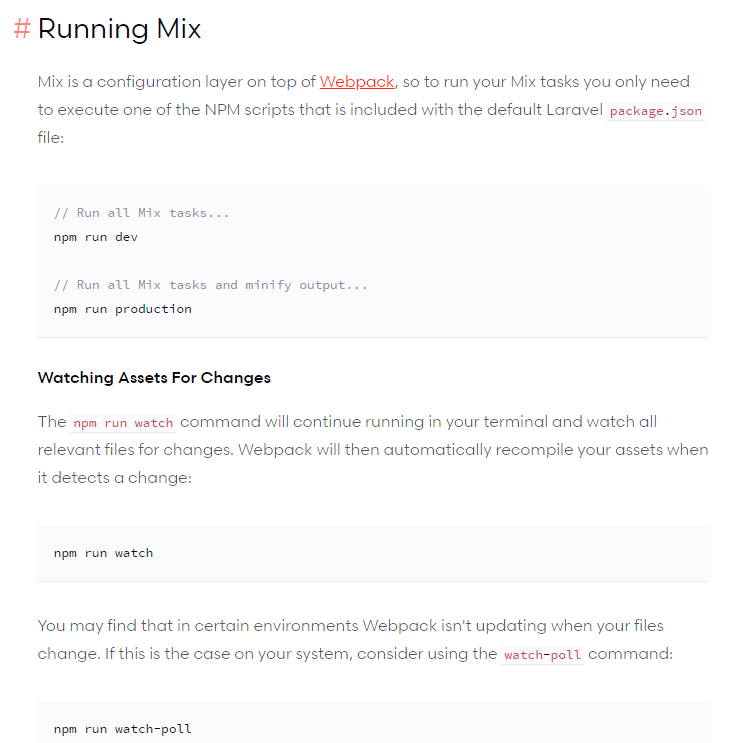 # Running Mix
Mix is a configuration layer on top of Webpack, so to run your Mix tasks you only need
to execute one of the NPM scripts that is included with the default Laravel package.json
file:
// Run all Mix tasks...
npm run dev
// Run all Mix tasks and minify output...
npm run production
Watching Assets For Changes
The npm run watch command will continue running in your terminal and watch all
relevant files for changes. Webpack will then automatically recompile your assets when
it detects a change:
npm run watch
You may find that in certain environments Webpack isn't updating when your files
change. If this is the case on your system, consider using the watch-poll command:
npm run watch-poll